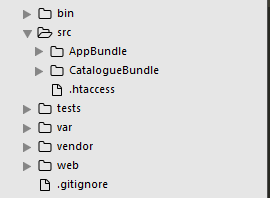 bin
src
AppBundle
CatalogueBundle
.htaccess
tests
var
vendor
web
.gitignore